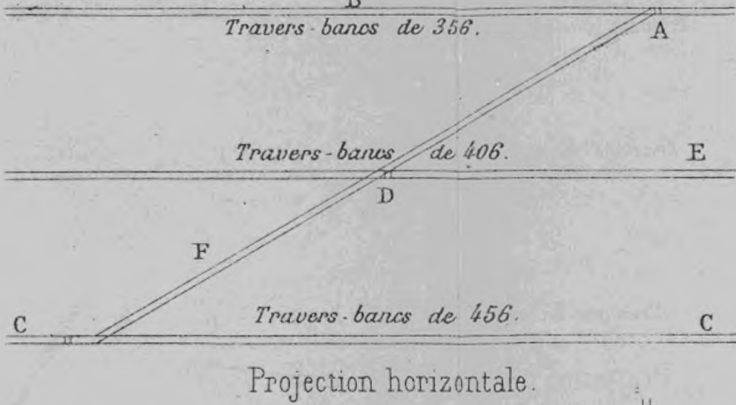 B
Travers-bancs de 356.
A
Travers-bancs de 406.
E
D
F
C
Travers-bancs de 456.
C
Projection horizontale.